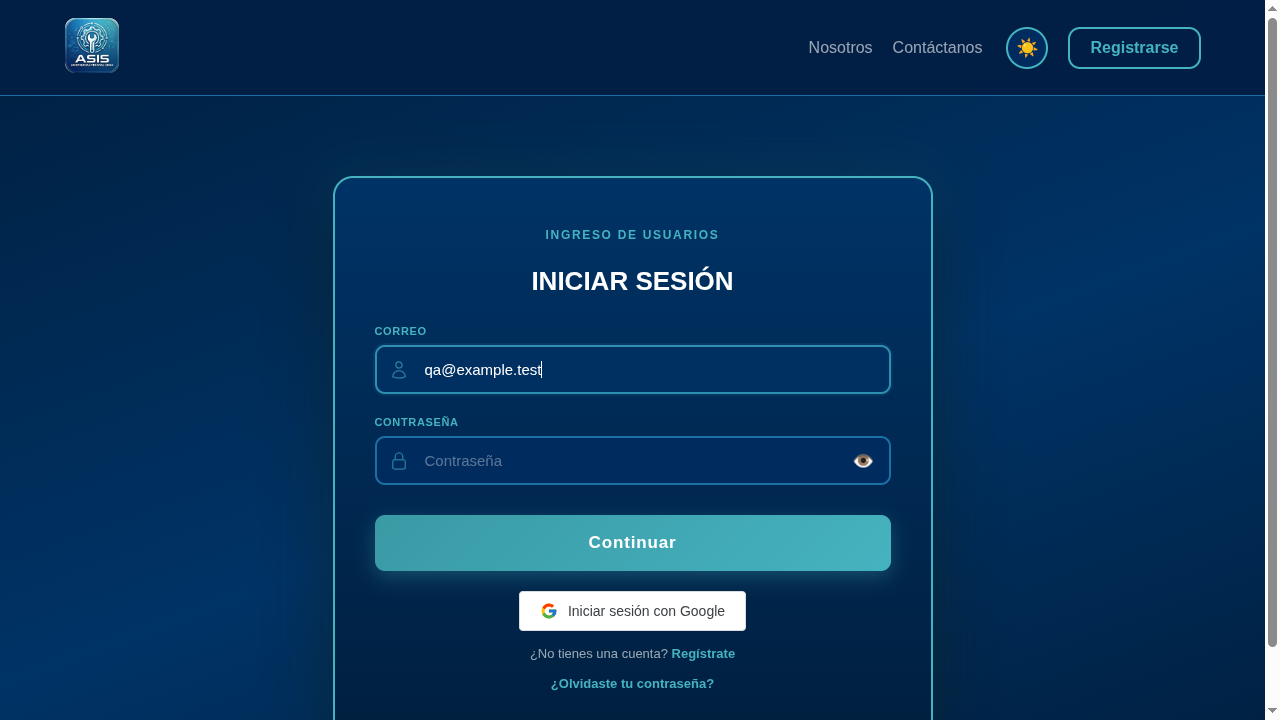 ASIS
Nosotros
Contáctanos
Registrarse
INGRESO DE USUARIOS
INICIAR SESIÓN
CORREO
qa@example.test
CONTRASEÑA
Contraseña
Continuar
Iniciar sesión con Google
¿No tienes una cuenta? Regístrate
¿Olvidaste tu contraseña?